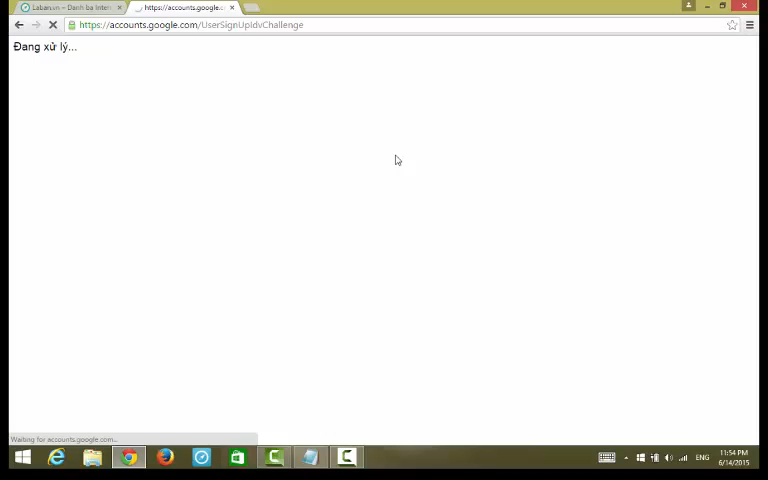 Laban.vn – Danh bạ Intern
https://accounts.google.c
https://accounts.google.com/UserSignUpIdvChallenge
Đang xử lý...
Waiting for accounts.google.com...
ENG
11:54 PM
6/14/2015